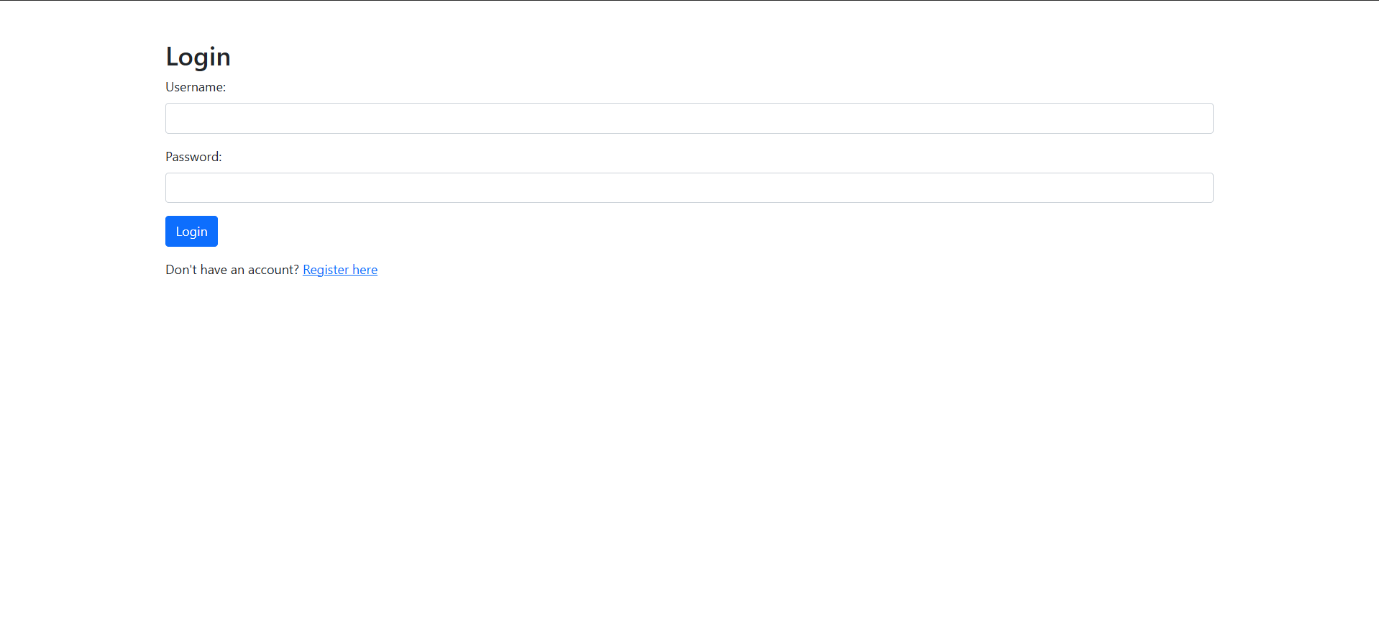 Login
Username:
Password:
Login
Don't have an account? Register here